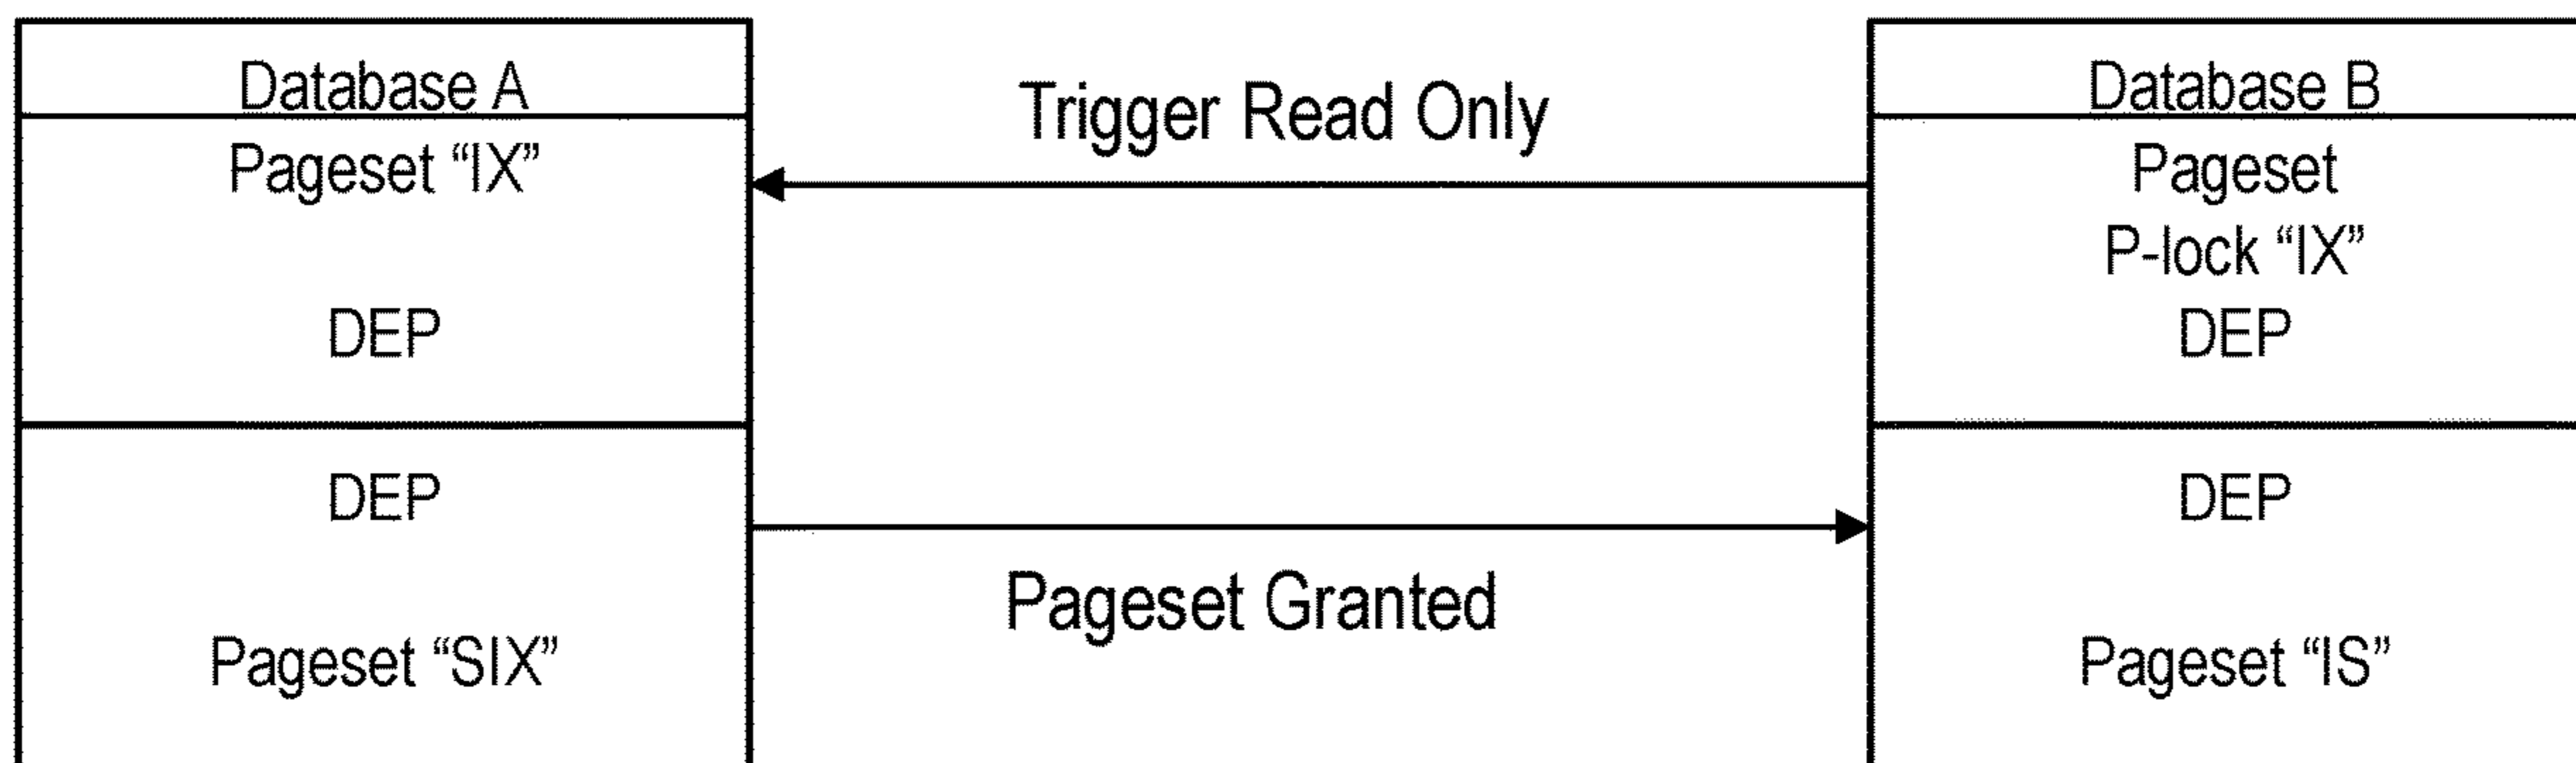 Database A
Pageset “IX”
DEP
DEP
Pageset “SIX”
Trigger Read Only
Pageset Granted
Database B
Pageset
P-lock “IX”
DEP
DEP
Pageset “IS”